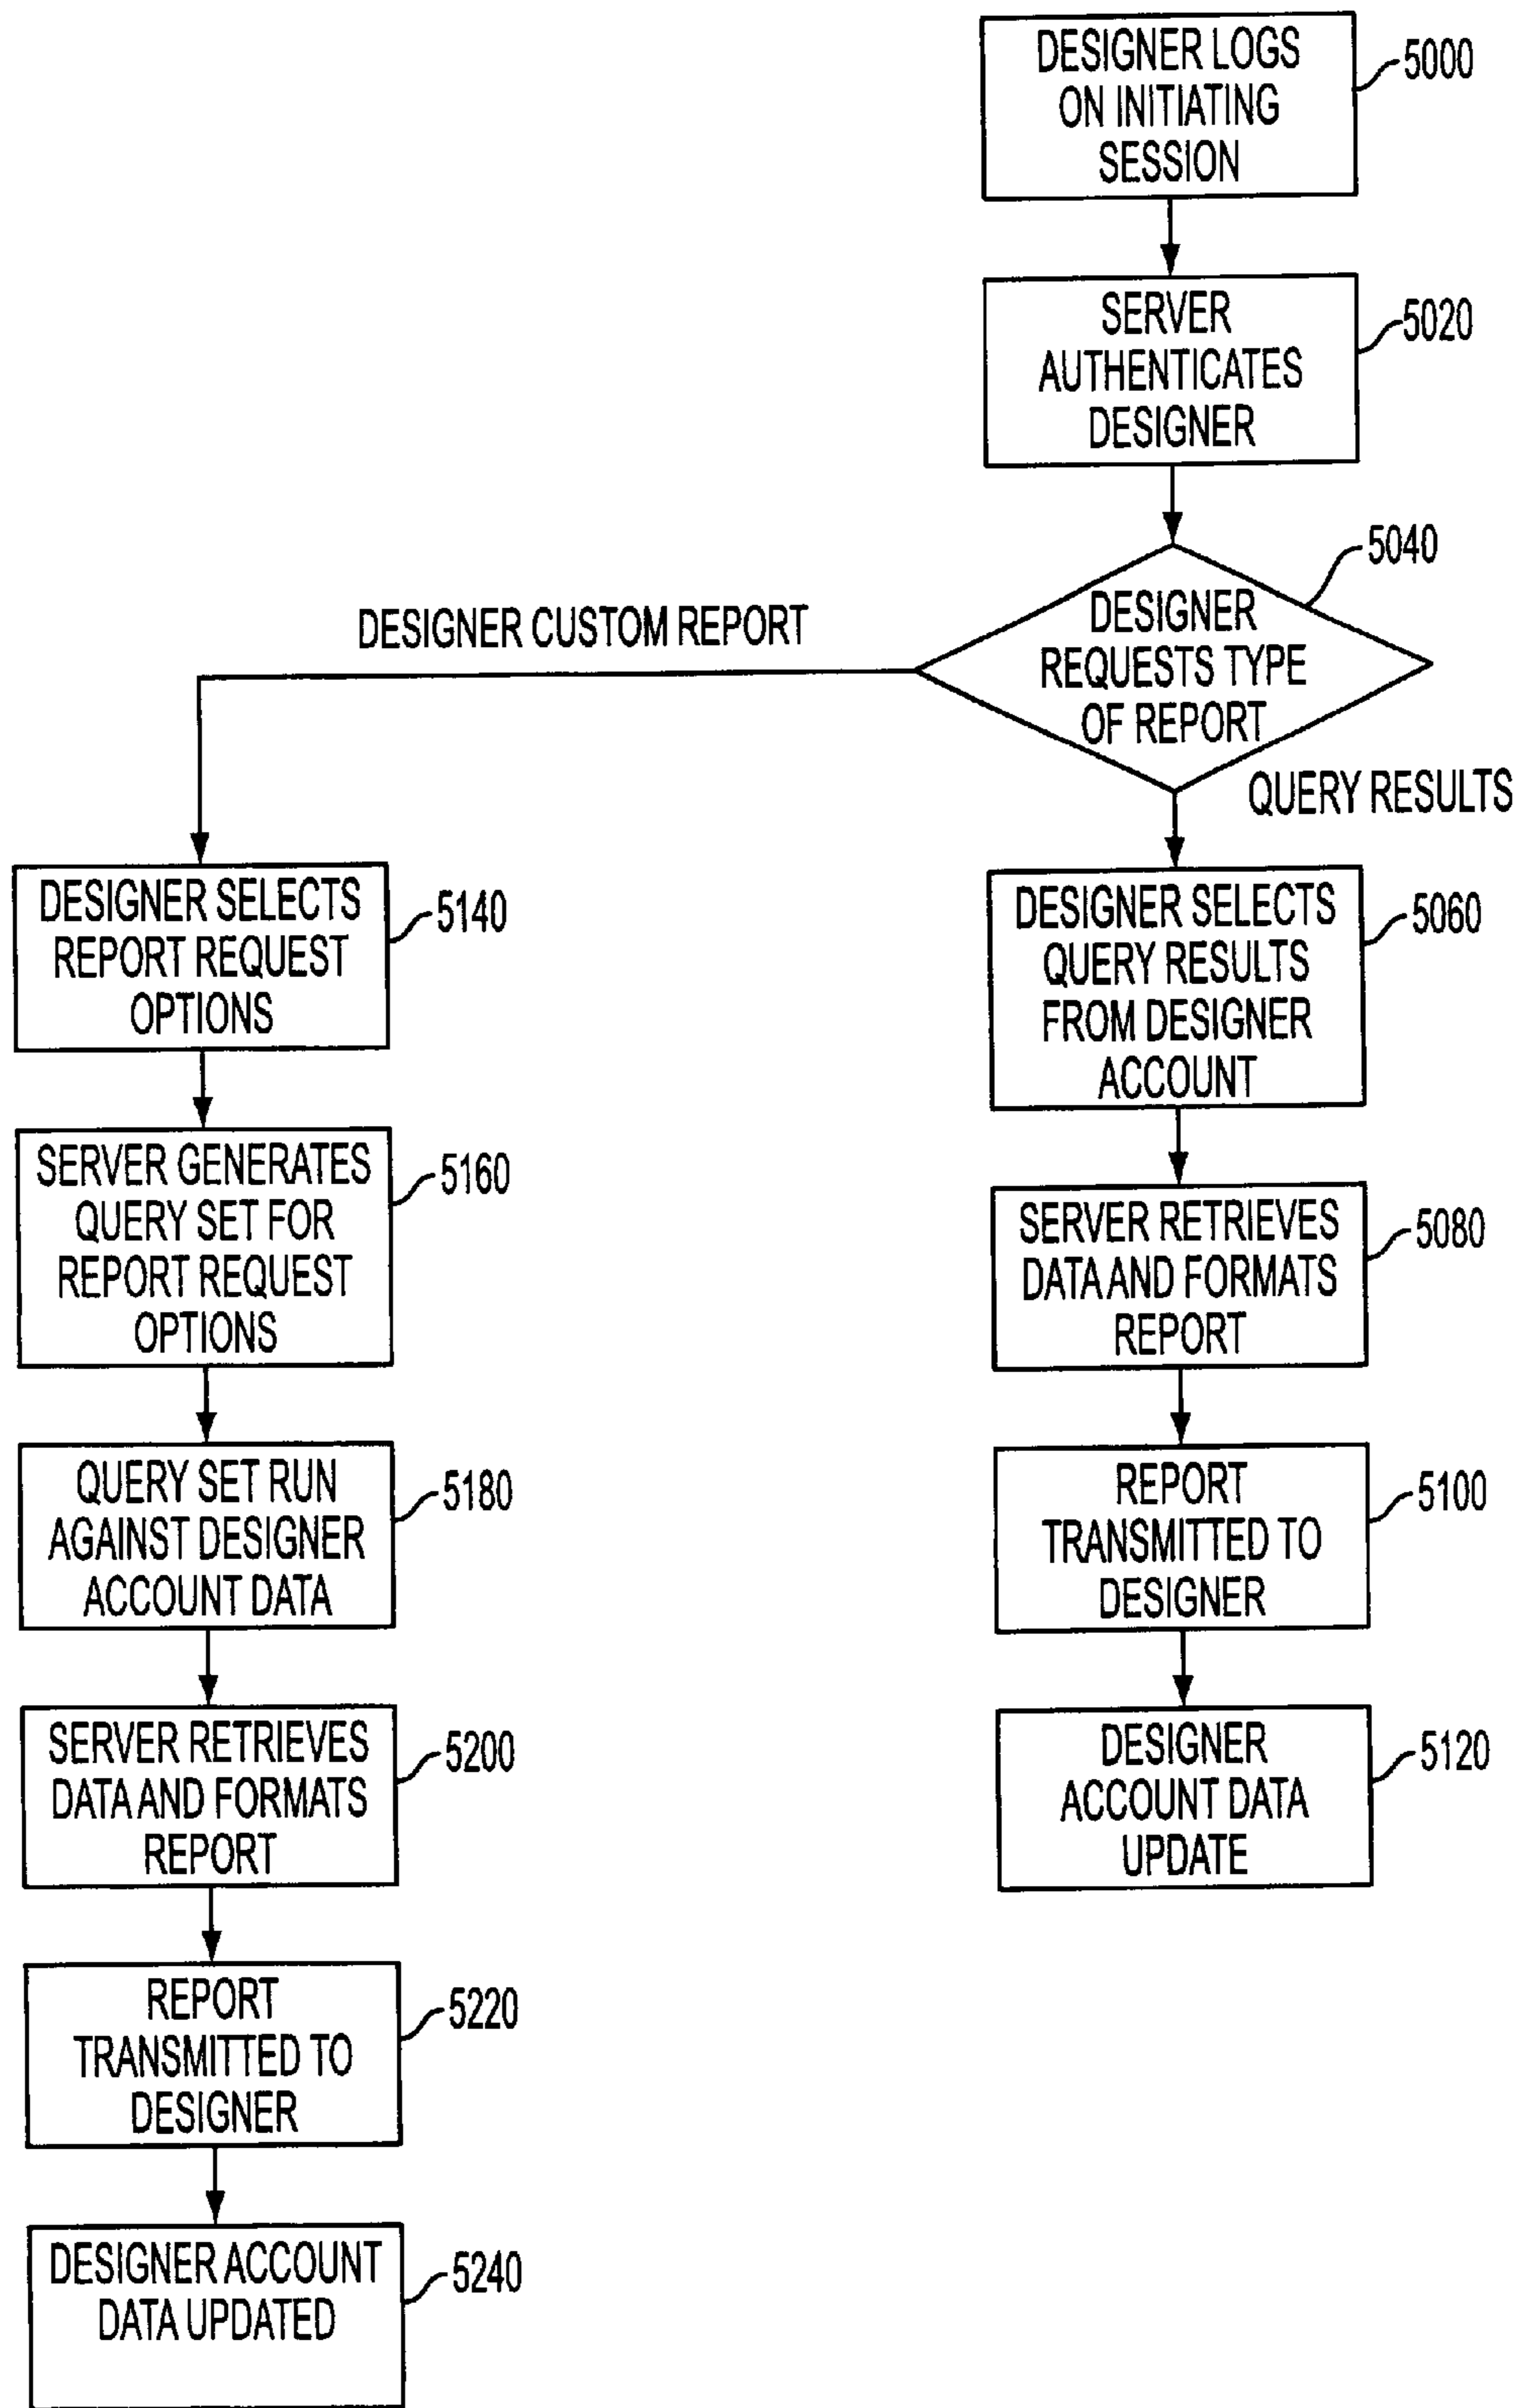 DESIGNER LOGS
ON INITIATING
SESSION
5000
SERVER
AUTHENTICATES
DESIGNER
5020
DESIGNER
REQUESTS TYPE
OF REPORT
5040
DESIGNER CUSTOM REPORT
QUERY RESULTS
DESIGNER SELECTS
REPORT REQUEST
OPTIONS
5140
SERVER GENERATES
QUERY SET FOR
REPORT REQUEST
OPTIONS
5160
QUERY SET RUN
AGAINST DESIGNER
ACCOUNT DATA
5180
SERVER RETRIEVES
DATA AND FORMATS
REPORT
5200
REPORT
TRANSMITTED TO
DESIGNER
5220
DESIGNER ACCOUNT
DATA UPDATED
5240
DESIGNER SELECTS
QUERY RESULTS
FROM DESIGNER
ACCOUNT
5060
SERVER RETRIEVES
DATA AND FORMATS
REPORT
5080
REPORT
TRANSMITTED TO
DESIGNER
5100
DESIGNER
ACCOUNT DATA
UPDATE
5120